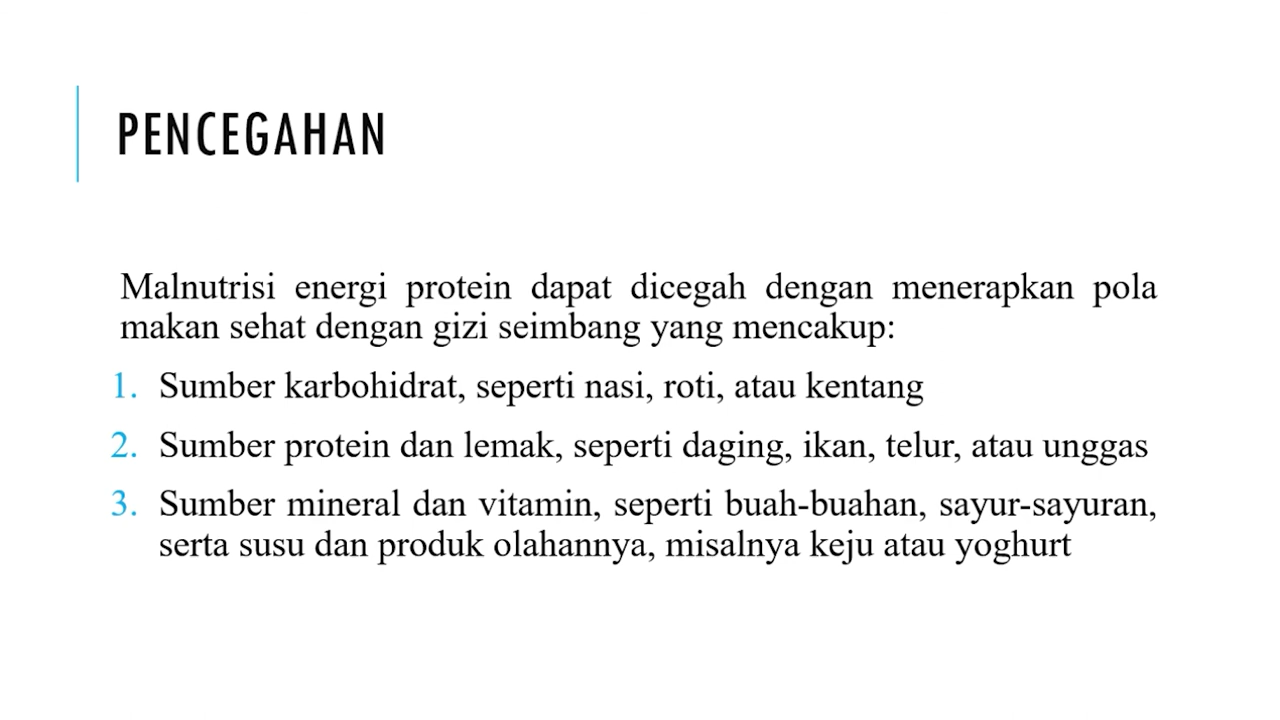 PENCEGAHAN
Malnutrisi energi protein dapat dicegah dengan menerapkan pola
makan sehat dengan gizi seimbang yang mencakup:
1. Sumber karbohidrat, seperti nasi, roti, atau kentang
2. Sumber protein dan lemak, seperti daging, ikan, telur, atau unggas
3. Sumber mineral dan vitamin, seperti buah-buahan, sayur-sayuran,
serta susu dan produk olahannya, misalnya keju atau yoghurt